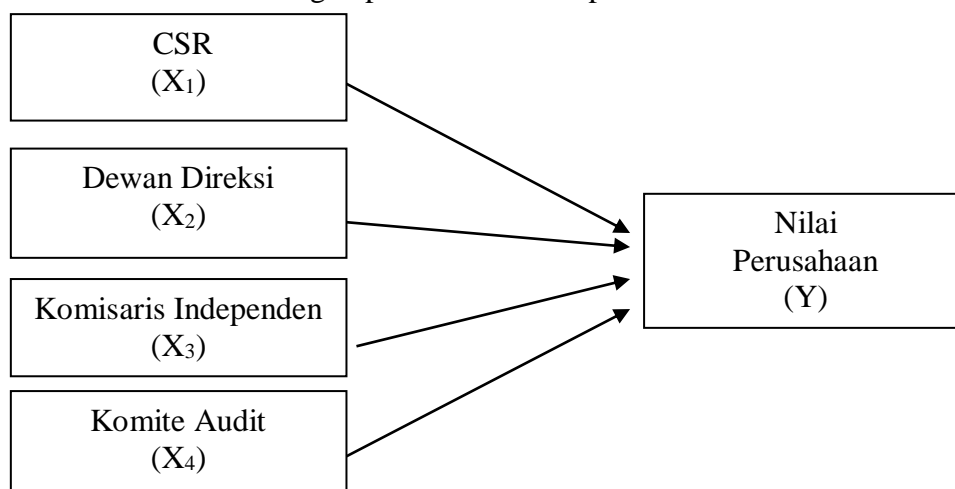 CSR
(X₁)
Dewan Direksi
(X₂)
Nilai
Perusahaan
(Y)
Komisaris Independen
(X₃)
Komite Audit
(X₄)